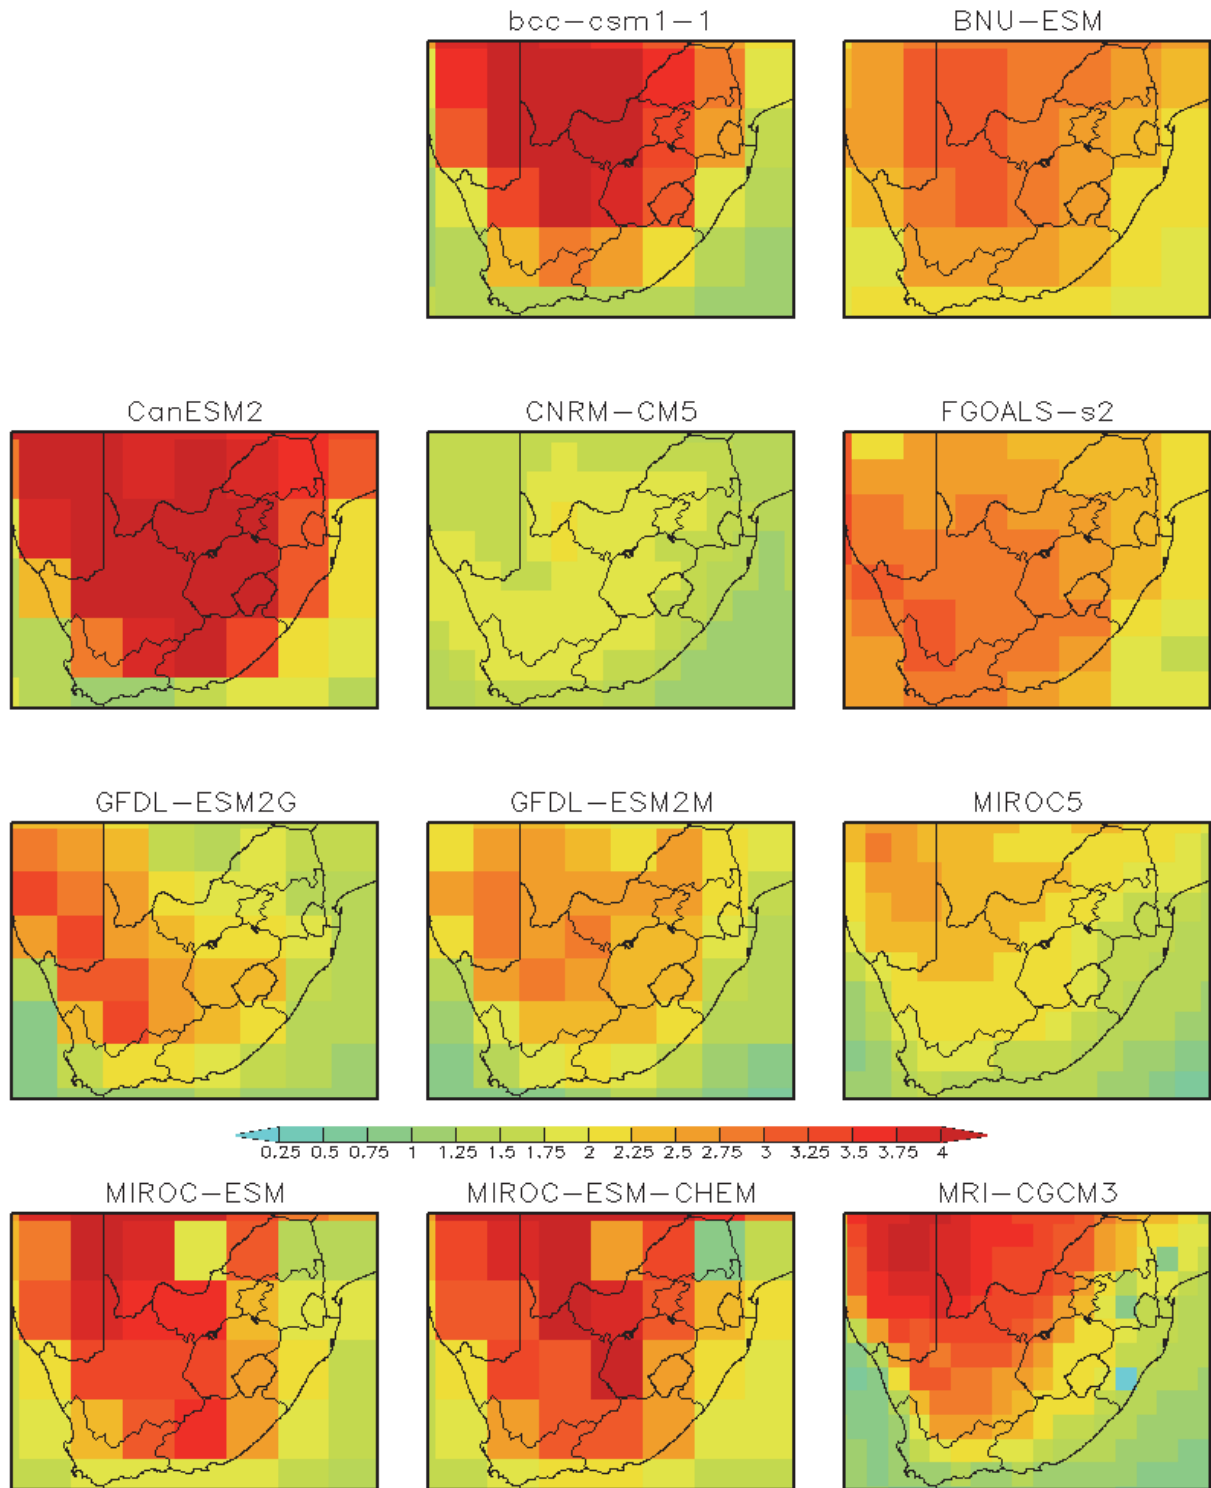 bcc-csm1-1
BNU-ESM
CanESM2
CNRM-CM5
FGOALS-s2
GFDL-ESM2G
GFDL-ESM2M
MIROC5
0.25 0.5 0.75 1 1.25 1.5 1.75 2 2.25 2.5 2.75 3 3.25 3.5 3.75 4
MIROC-ESM
MIROC-ESM-CHEM
MRI-CGCM3